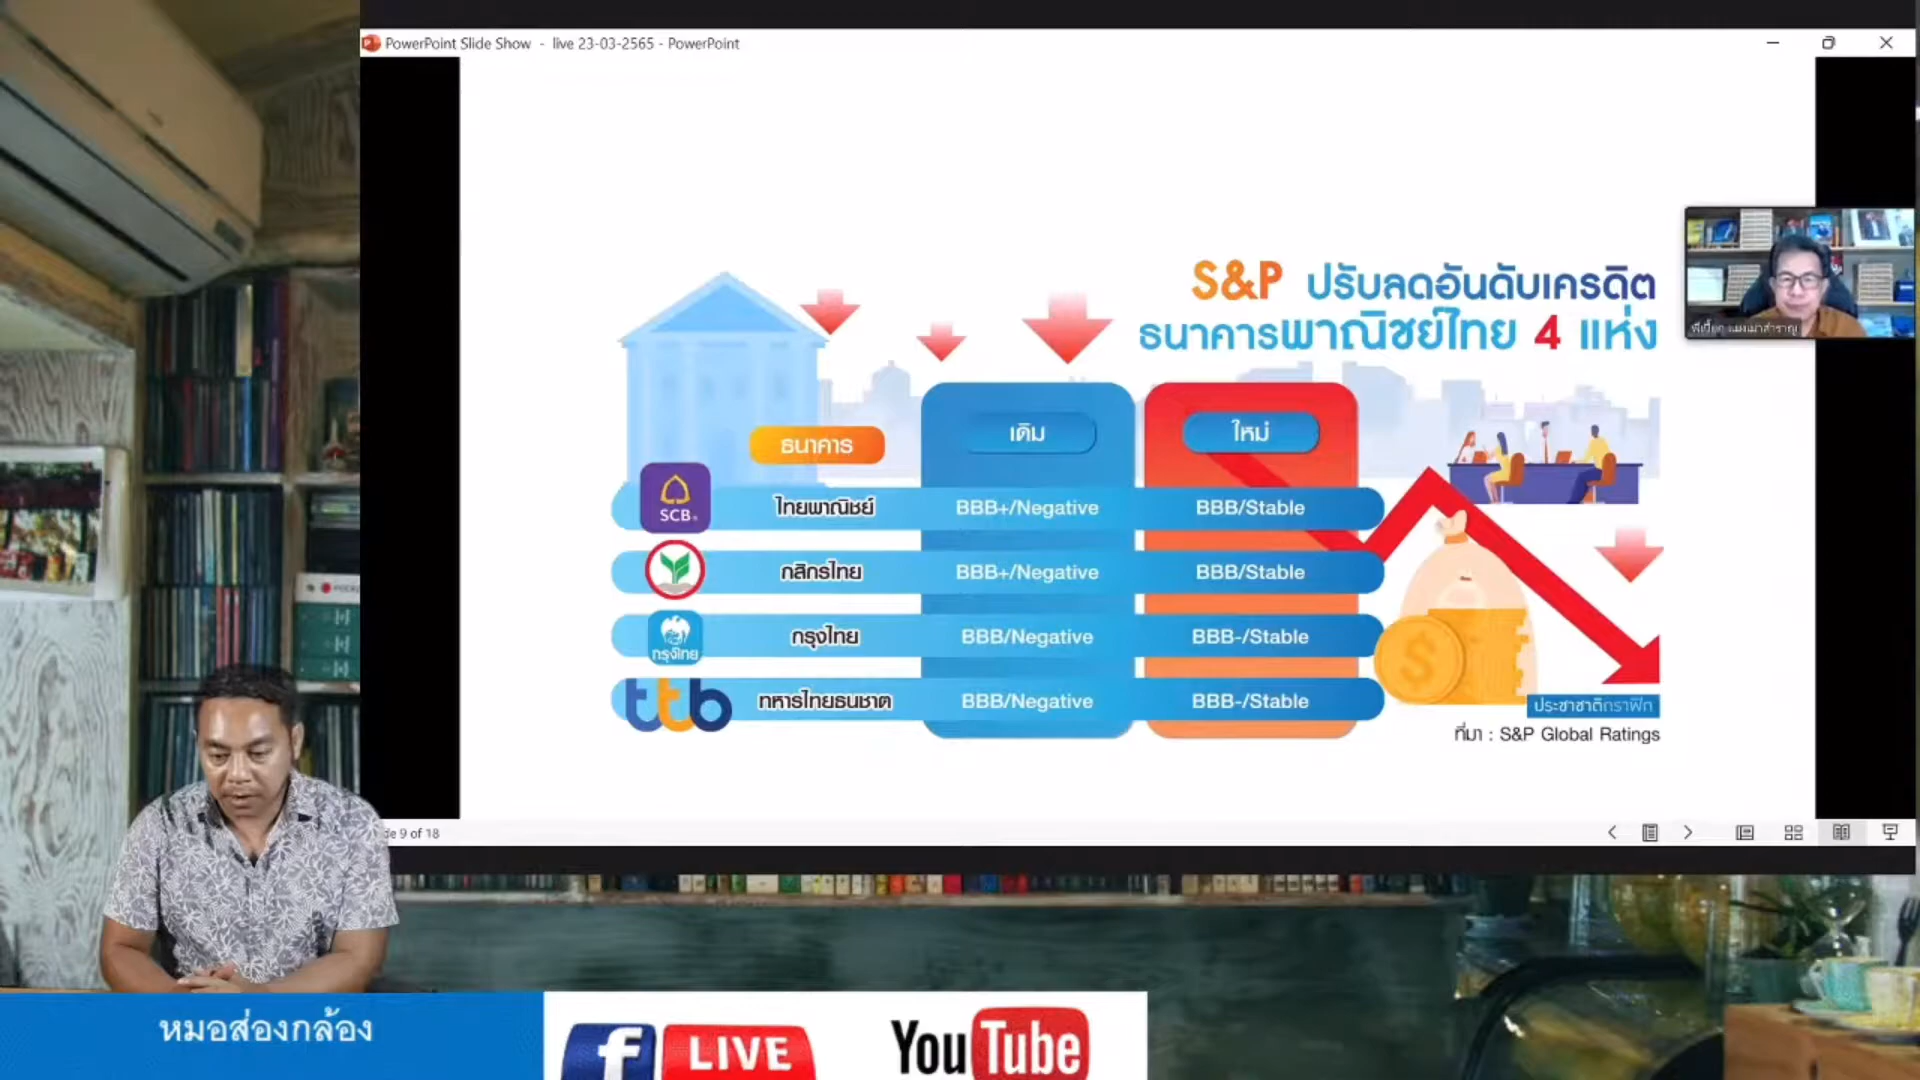 PowerPoint Slide Show - live 23-03-2565 - PowerPoint
S&P ปรับลดอันดับเครดิต
ธนาคารพาณิชย์ไทย 4 แห่ง
ธนาคาร เดิม ใหม่
SCB ไทยพาณิชย์ BBB+/Negative BBB/Stable
กสิกรไทย BBB+/Negative BBB/Stable
กรุงไทย กรุงไทย BBB/Negative BBB-/Stable
ttb ทหารไทยธนชาต BBB/Negative BBB-/Stable
ประชาชาติกราฟิก
ที่มา : S&P Global Ratings
de 9 of 18
หมอส่องกล้อง
f LIVE YouTube